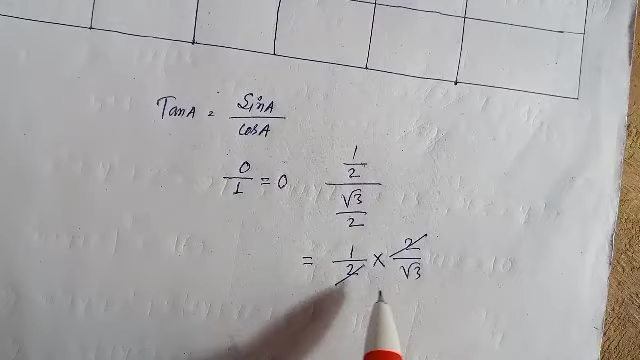 TanA = SinA/cosA
0/1 = 0 (1/2)/(√3/2)
= 1/2 × 2/√3